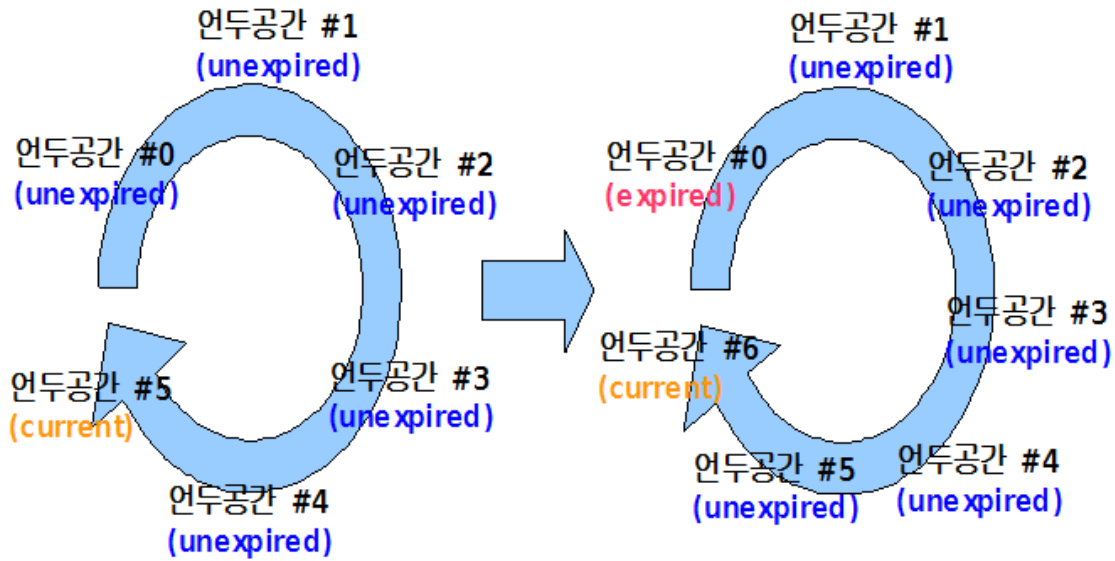 언두공간 #1
(unexpired)
언두공간 #0
(unexpired)
언두공간 #2
(unexpired)
언두공간 #3
(unexpired)
언두공간 #5
(current)
언두공간 #4
(unexpired)
언두공간 #1
(unexpired)
언두공간 #0
(expired)
언두공간 #2
(unexpired)
언두공간 #3
(unexpired)
언두공간 #6
(current)
언두공간 #5
(unexpired)
언두공간 #4
(unexpired)